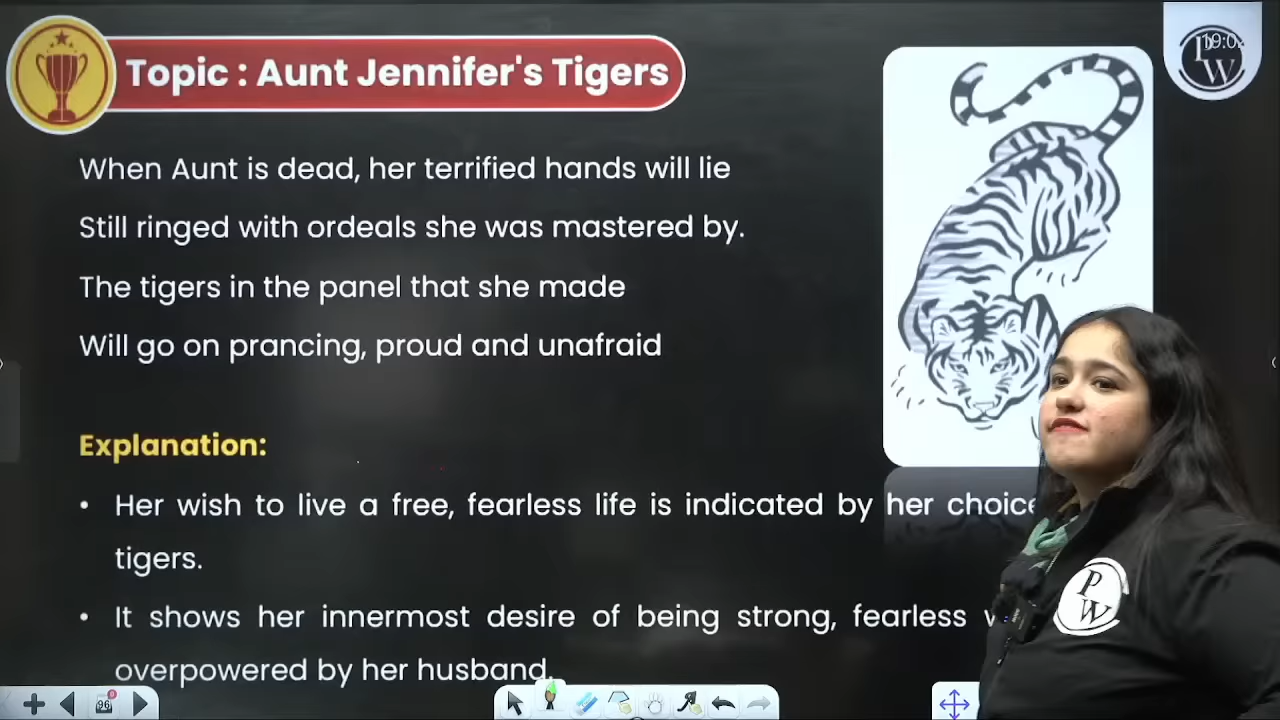 Topic : Aunt Jennifer's Tigers
19:0
When Aunt is dead, her terrified hands will lie
Still ringed with ordeals she was mastered by.
The tigers in the panel that she made
Will go on prancing, proud and unafraid
Explanation:
• Her wish to live a free, fearless life is indicated by her choice
tigers.
• It shows her innermost desire of being strong, fearless
overpowered by her husband.
P
W
96